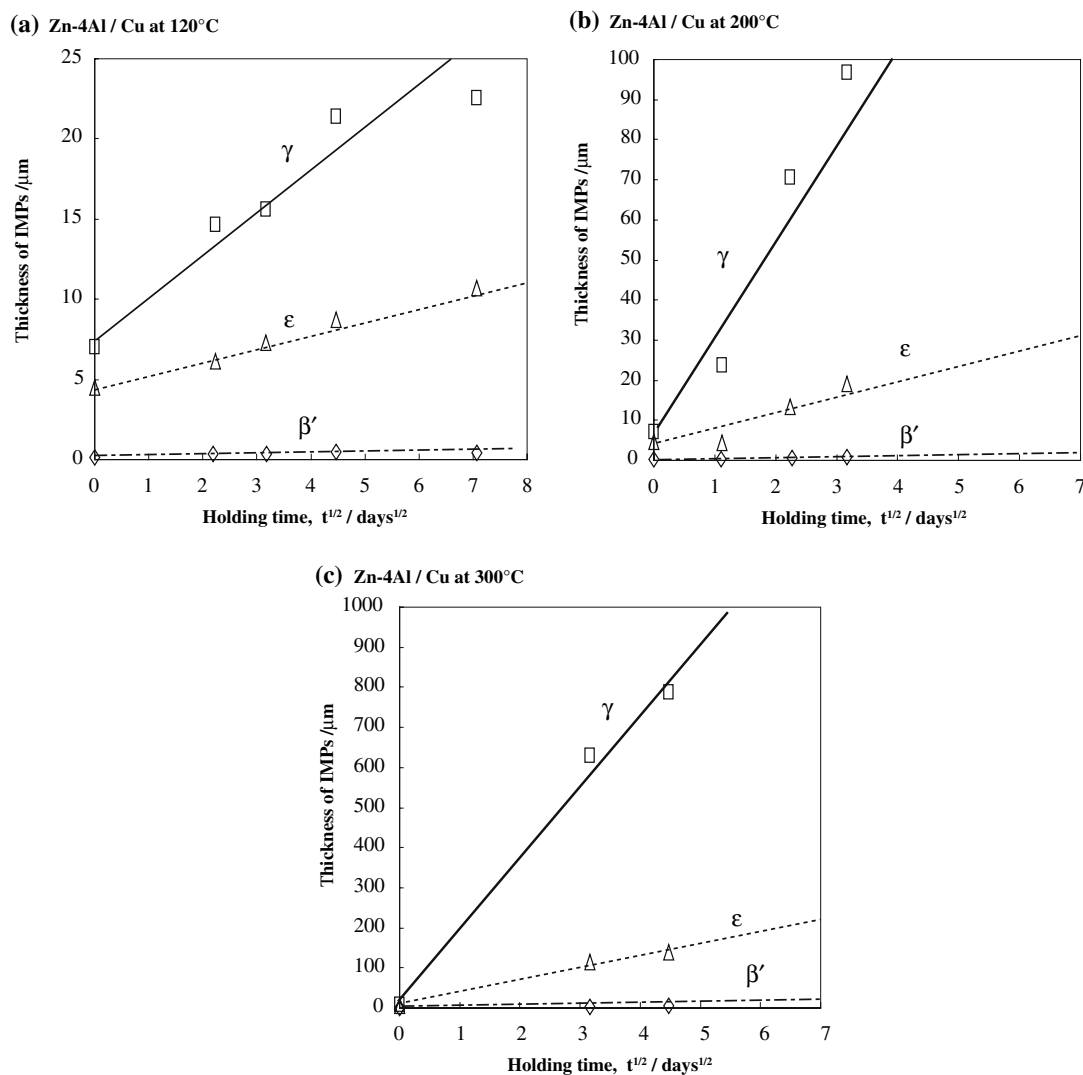 (a) Zn-4Al / Cu at 120°C
25
20
15
10
5
0
0 1 2 3 4 5 6 7 8
Thickness of IMPs /μm
Holding time, t1/2 / days1/2
γ
ε
β′
(b) Zn-4Al / Cu at 200°C
100
90
80
70
60
50
40
30
20
10
0
0 1 2 3 4 5 6 7
Thickness of IMPs /μm
Holding time, t1/2 / days1/2
γ
ε
β′
(c) Zn-4Al / Cu at 300°C
1000
900
800
700
600
500
400
300
200
100
0
0 1 2 3 4 5 6 7
Thickness of IMPs /μm
Holding time, t1/2 / days1/2
γ
ε
β′